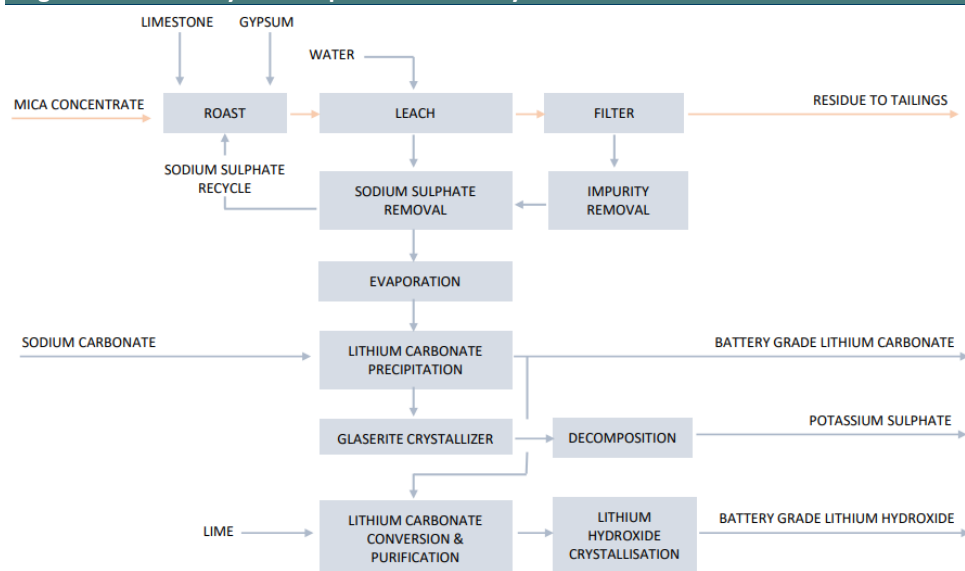 LIMESTONE
GYPSUM
WATER
MICA CONCENTRATE
ROAST
LEACH
FILTER
RESIDUE TO TAILINGS
SODIUM SULPHATE
RECYCLE
SODIUM SULPHATE
REMOVAL
IMPURITY
REMOVAL
EVAPORATION
SODIUM CARBONATE
LITHIUM CARBONATE
PRECIPITATION
BATTERY GRADE LITHIUM CARBONATE
GLASERITE CRYSTALLIZER
DECOMPOSITION
POTASSIUM SULPHATE
LIME
LITHIUM CARBONATE
CONVERSION &
PURIFICATION
LITHIUM
HYDROXIDE
CRYSTALLISATION
BATTERY GRADE LITHIUM HYDROXIDE